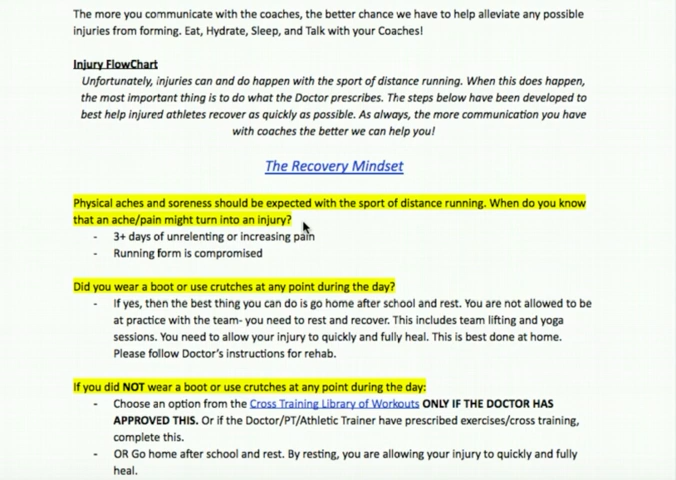 The more you communicate with the coaches, the better chance we have to help alleviate any possible
injuries from forming. Eat, Hydrate, Sleep, and Talk with your Coaches!
Injury FlowChart
Unfortunately, injuries can and do happen with the sport of distance running. When this does happen,
the most important thing is to do what the Doctor prescribes. The steps below have been developed to
best help injured athletes recover as quickly as possible. As always, the more communication you have
with coaches the better we can help you!
The Recovery Mindset
Physical aches and soreness should be expected with the sport of distance running. When do you know
that an ache/pain might turn into an injury?
- 3+ days of unrelenting or increasing pain
- Running form is compromised
Did you wear a boot or use crutches at any point during the day?
- If yes, then the best thing you can do is go home after school and rest. You are not allowed to be
at practice with the team- you need to rest and recover. This includes team lifting and yoga
sessions. You need to allow your injury to quickly and fully heal. This is best done at home.
Please follow Doctor's instructions for rehab.
If you did NOT wear a boot or use crutches at any point during the day:
- Choose an option from the Cross Training Library of Workouts ONLY IF THE DOCTOR HAS
APPROVED THIS. Or if the Doctor/PT/Athletic Trainer have prescribed exercises/cross training,
complete this.
- OR Go home after school and rest. By resting, you are allowing your injury to quickly and fully
heal.